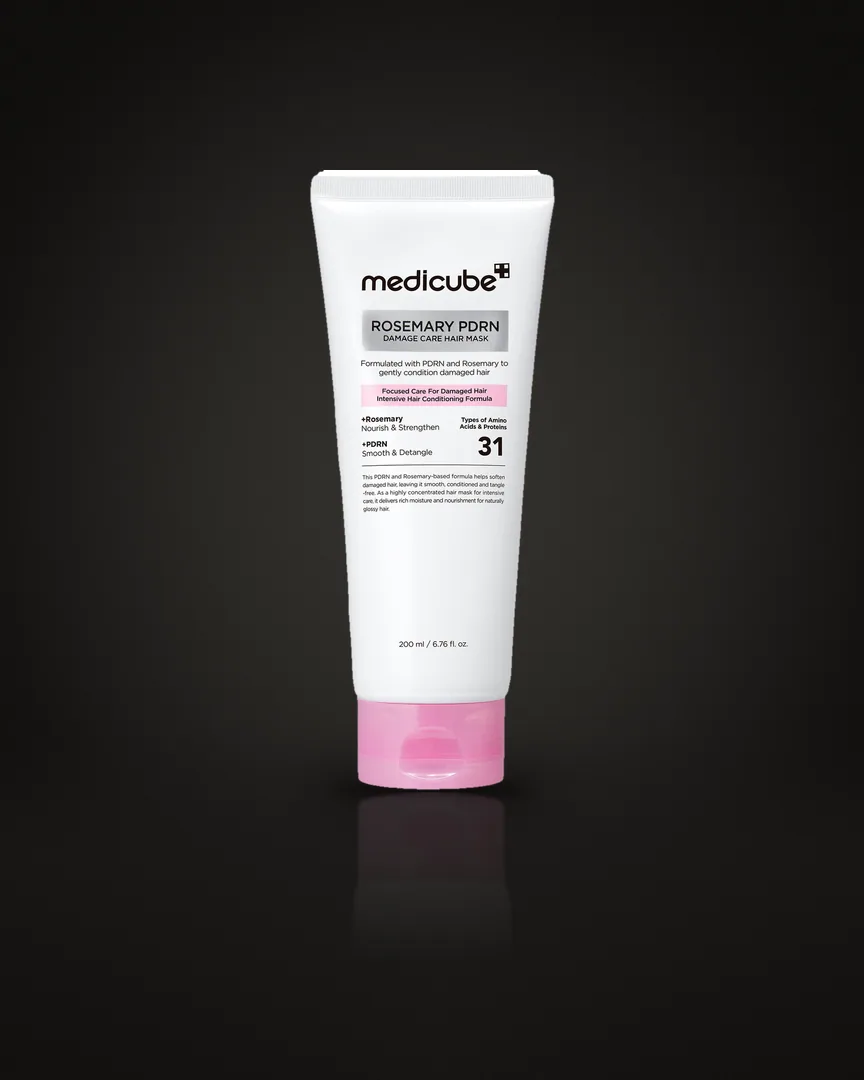 medicube
ROSEMARY PDRN
DAMAGE CARE HAIR MASK
Formulated with PDRN and Rosemary to
gently condition damaged hair
Focused Care For Damaged Hair
Intensive Hair Conditioning Formula
+Rosemary
Nourish & Strengthen
+PDRN
Smooth & Detangle
Types of Amino
Acids & Proteins
31
This PDRN and Rosemary-based formula helps soften
damaged hair, leaving it smooth, conditioned and tangle
-free. As a highly concentrated hair mask for intensive
care, it delivers rich moisture and nourishment for naturally
glossy hair.
200 ml / 6.76 fl. oz.